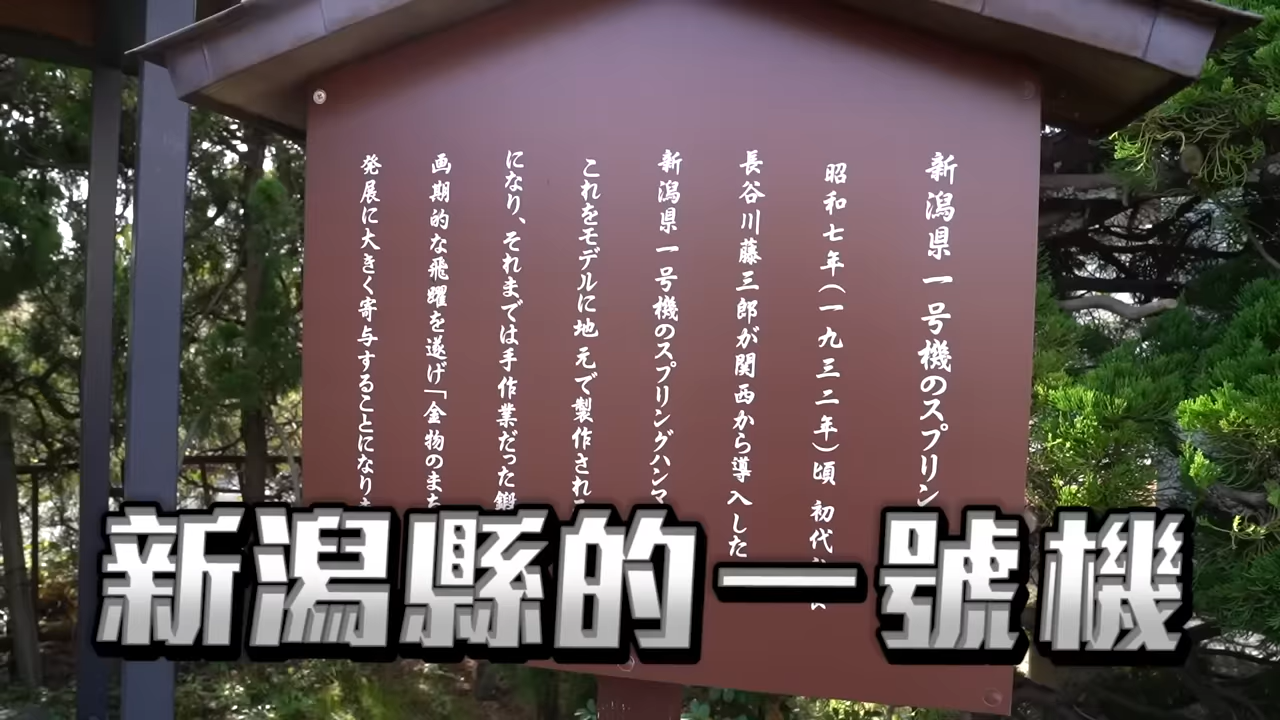 新潟県一号機のスプリン
昭和七年(一九三二年)頃 初代
長谷川藤三郎が関西から導入した
新潟県一号機のスプリングハンマ
これをモデルに地元で製作され
になり、それまでは手作業だった鍛
画期的な飛躍を遂げ「金物のまち
発展に大きく寄与することになりま
新潟縣的一號機